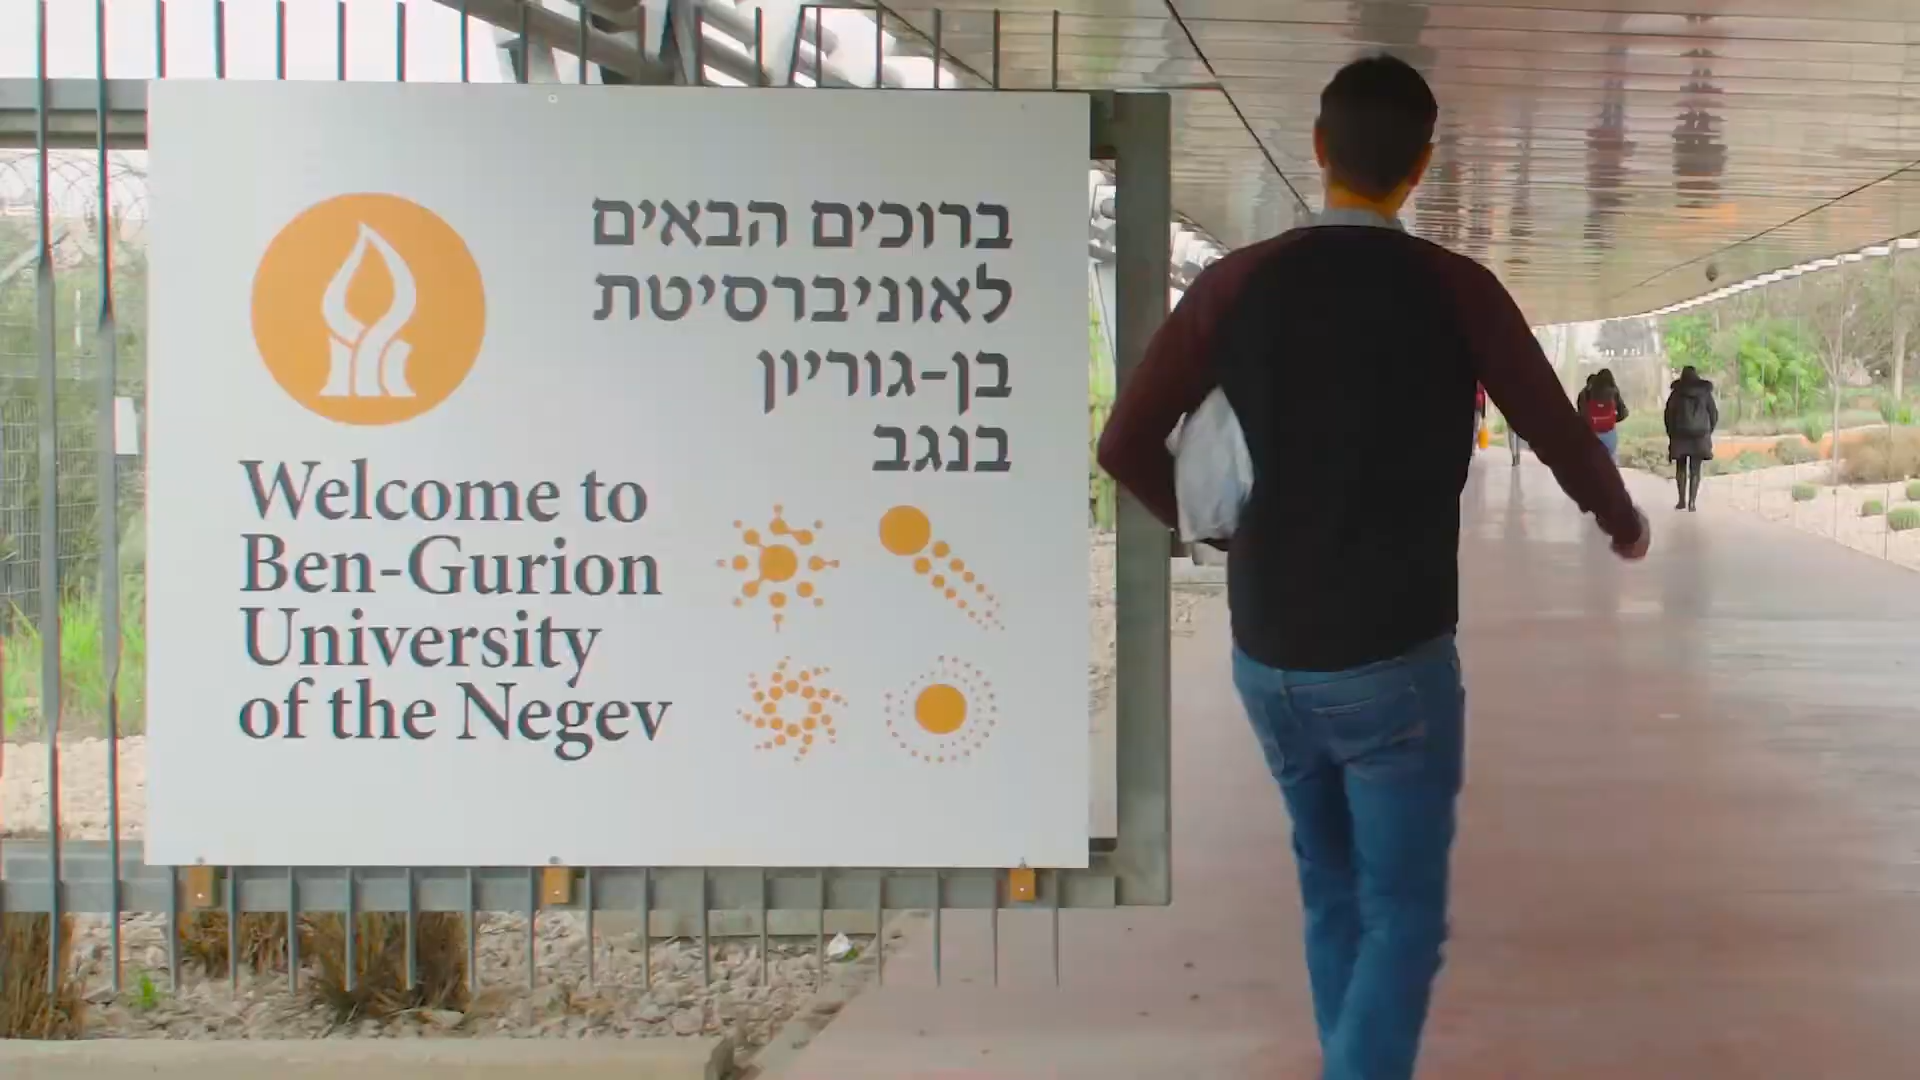 ברוכים הבאים
לאוניברסיטת
בן-גוריון
בנגב
Welcome to
Ben-Gurion
University
of the Negev